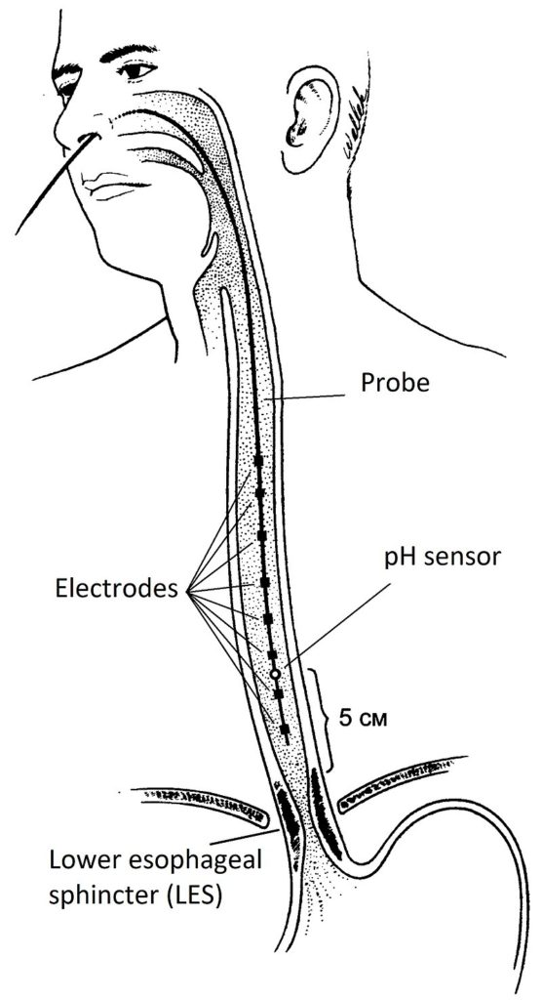 Probe
pH sensor
Electrodes
5 см
Lower esophageal
sphincter (LES)